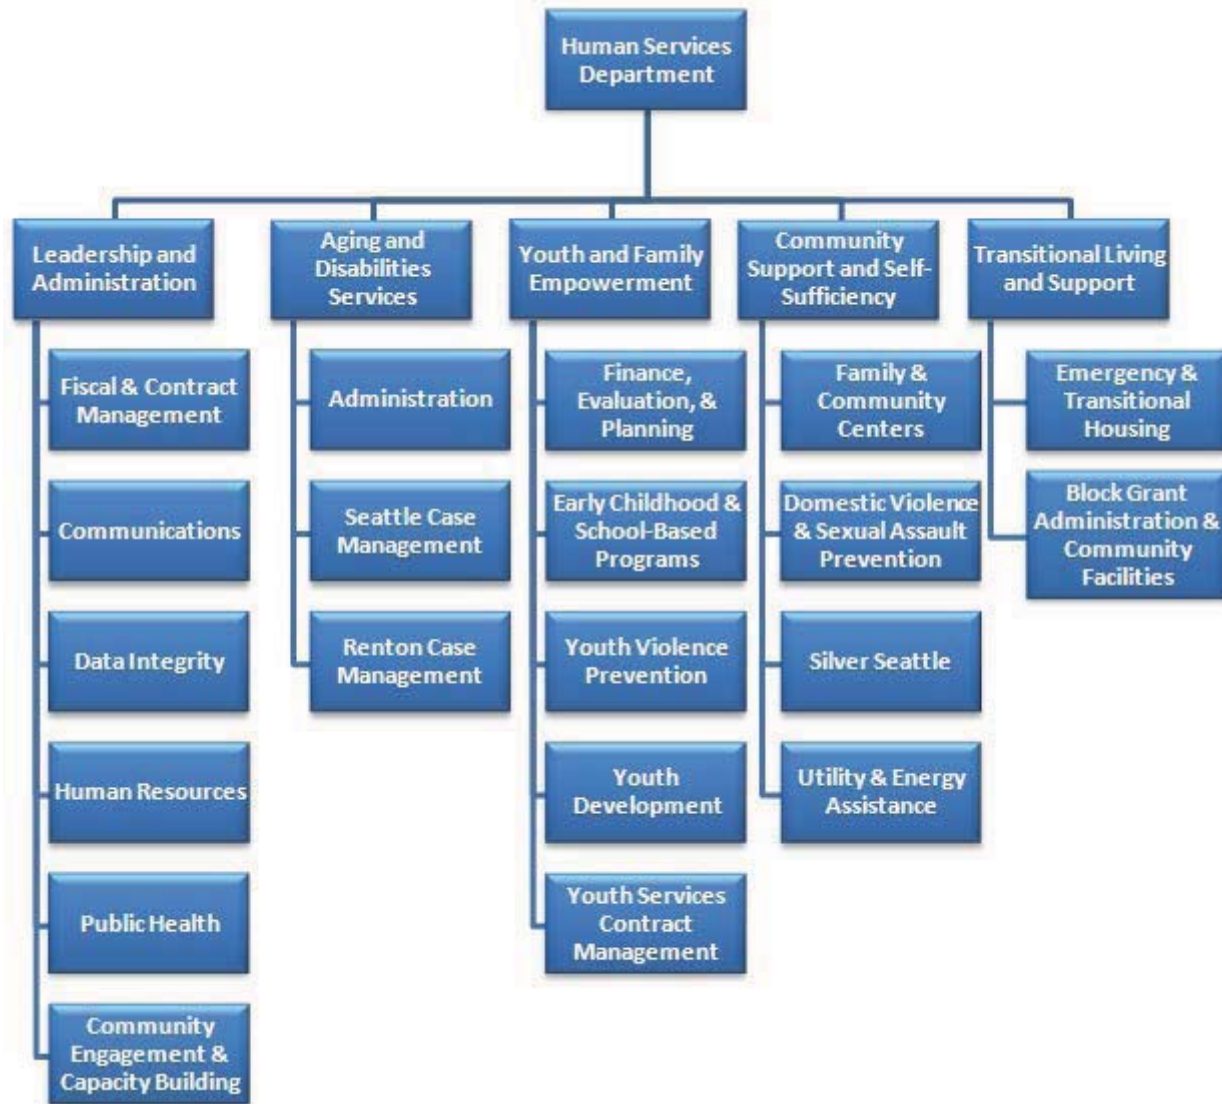 Human Services
Department
Leadership and
Administration
Aging and
Disabilities
Services
Youth and Family
Empowerment
Community
Support and Self-
Sufficiency
Transitional Living
and Support
Fiscal & Contract
Management
Communications
Data Integrity
Human Resources
Public Health
Community
Engagement &
Capacity Building
Administration
Seattle Case
Management
Renton Case
Management
Finance,
Evaluation, &
Planning
Early Childhood &
School-Based
Programs
Youth Violence
Prevention
Youth
Development
Youth Services
Contract
Management
Family &
Community
Centers
Domestic Violence
& Sexual Assault
Prevention
Silver Seattle
Utility & Energy
Assistance
Emergency &
Transitional
Housing
Block Grant
Administration &
Community
Facilities